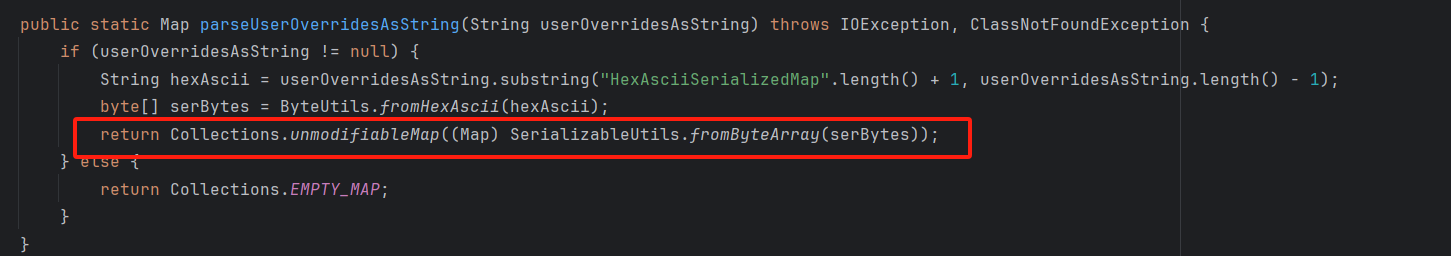 public static Map parseUserOverridesAsString(String userOverridesAsString) throws IOException, ClassNotFoundException {
    if (userOverridesAsString != null) {
        String hexAscii = userOverridesAsString.substring("HexAsciiSerializedMap".length() + 1, userOverridesAsString.length() - 1);
        byte[] serBytes = ByteUtils.fromHexAscii(hexAscii);
        return Collections.unmodifiableMap((Map) SerializableUtils.fromByteArray(serBytes));
    } else {
        return Collections.EMPTY_MAP;
    }
}